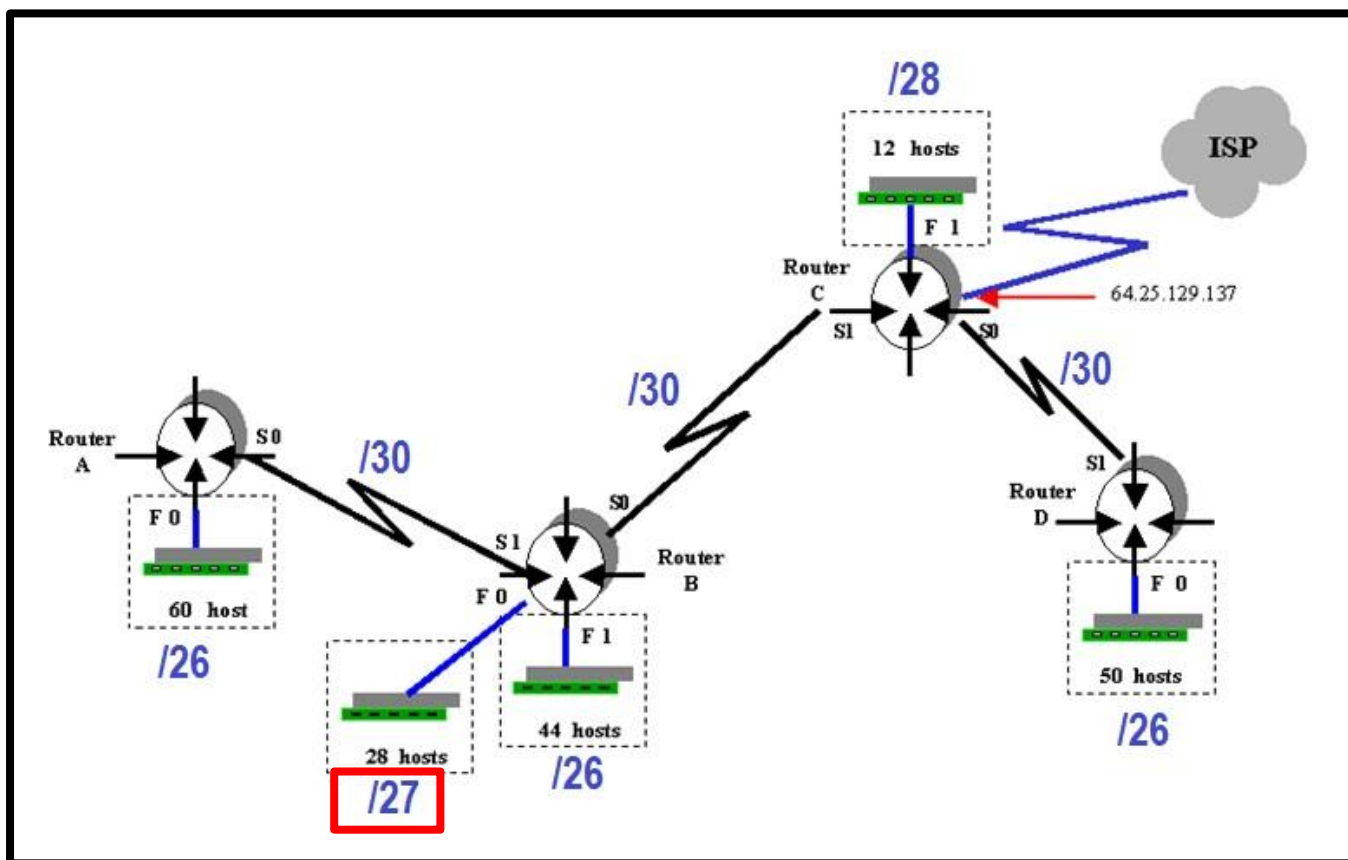 /28
12 hosts
ISP
F 1
Router
C
64.25.129.137
S1
S0
/30
/30
Router
A
S0
/30
S1
S0
Router
D
F 0
S1
Router
B
F 0
F 0
60 host
F 1
/26
50 hosts
44 hosts
28 hosts
/26
/26
/27